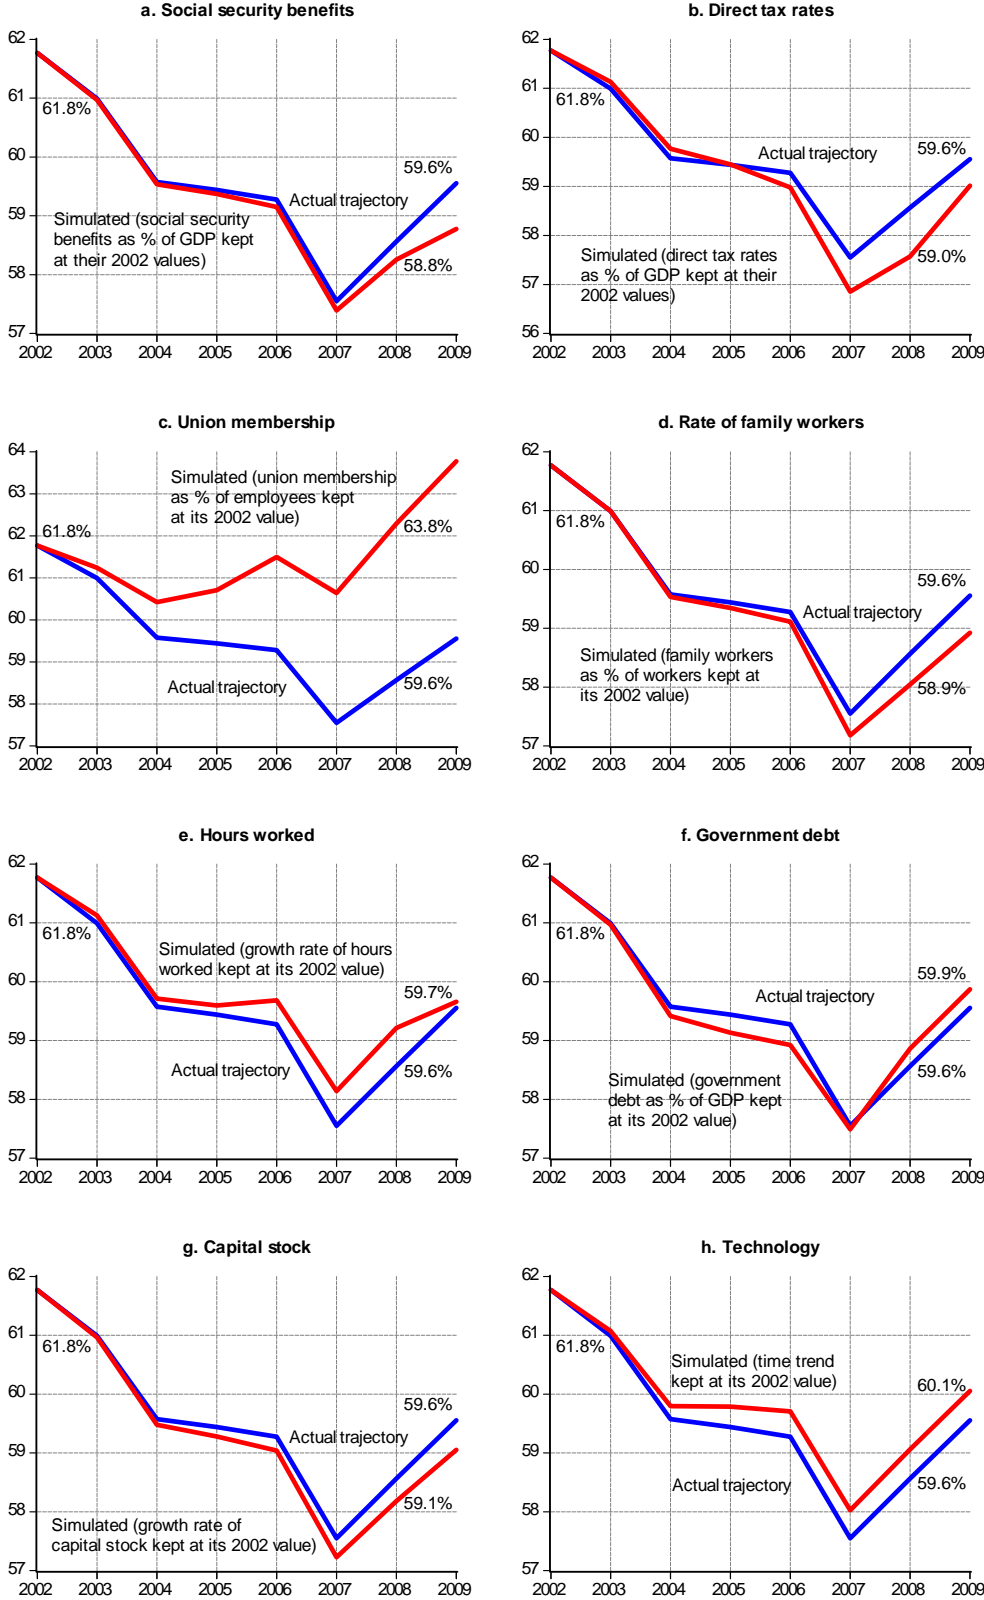 a. Social security benefits
62
61
60
59
58
57
61.8%
59.6%
Actual trajectory
Simulated (social security
benefits as % of GDP kept
at their 2002 values)
58.8%
2002 2003 2004 2005 2006 2007 2008 2009
b. Direct tax rates
62
61
60
59
58
57
56
61.8%
Actual trajectory
59.6%
Simulated (direct tax rates
as % of GDP kept at their
2002 values)
59.0%
2002 2003 2004 2005 2006 2007 2008 2009
c. Union membership
64
63
62
61
60
59
58
57
Simulated (union membership
as % of employees kept
at its 2002 value)
61.8%
63.8%
Actual trajectory
59.6%
2002 2003 2004 2005 2006 2007 2008 2009
d. Rate of family workers
62
61
60
59
58
57
61.8%
59.6%
Actual trajectory
Simulated (family workers
as % of workers kept at
its 2002 value)
58.9%
2002 2003 2004 2005 2006 2007 2008 2009
e. Hours worked
62
61
60
59
58
57
61.8%
Simulated (growth rate of hours
worked kept at its 2002 value)
59.7%
Actual trajectory
59.6%
2002 2003 2004 2005 2006 2007 2008 2009
f. Government debt
62
61
60
59
58
57
61.8%
59.9%
Actual trajectory
Simulated (government
debt as % of GDP kept
at its 2002 value)
59.6%
2002 2003 2004 2005 2006 2007 2008 2009
g. Capital stock
62
61
60
59
58
57
61.8%
59.6%
Actual trajectory
59.1%
Simulated (growth rate of
capital stock kept at its 2002 value)
2002 2003 2004 2005 2006 2007 2008 2009
h. Technology
62
61
60
59
58
57
61.8%
Simulated (time trend
kept at its 2002 value)
60.1%
Actual trajectory
59.6%
2002 2003 2004 2005 2006 2007 2008 2009